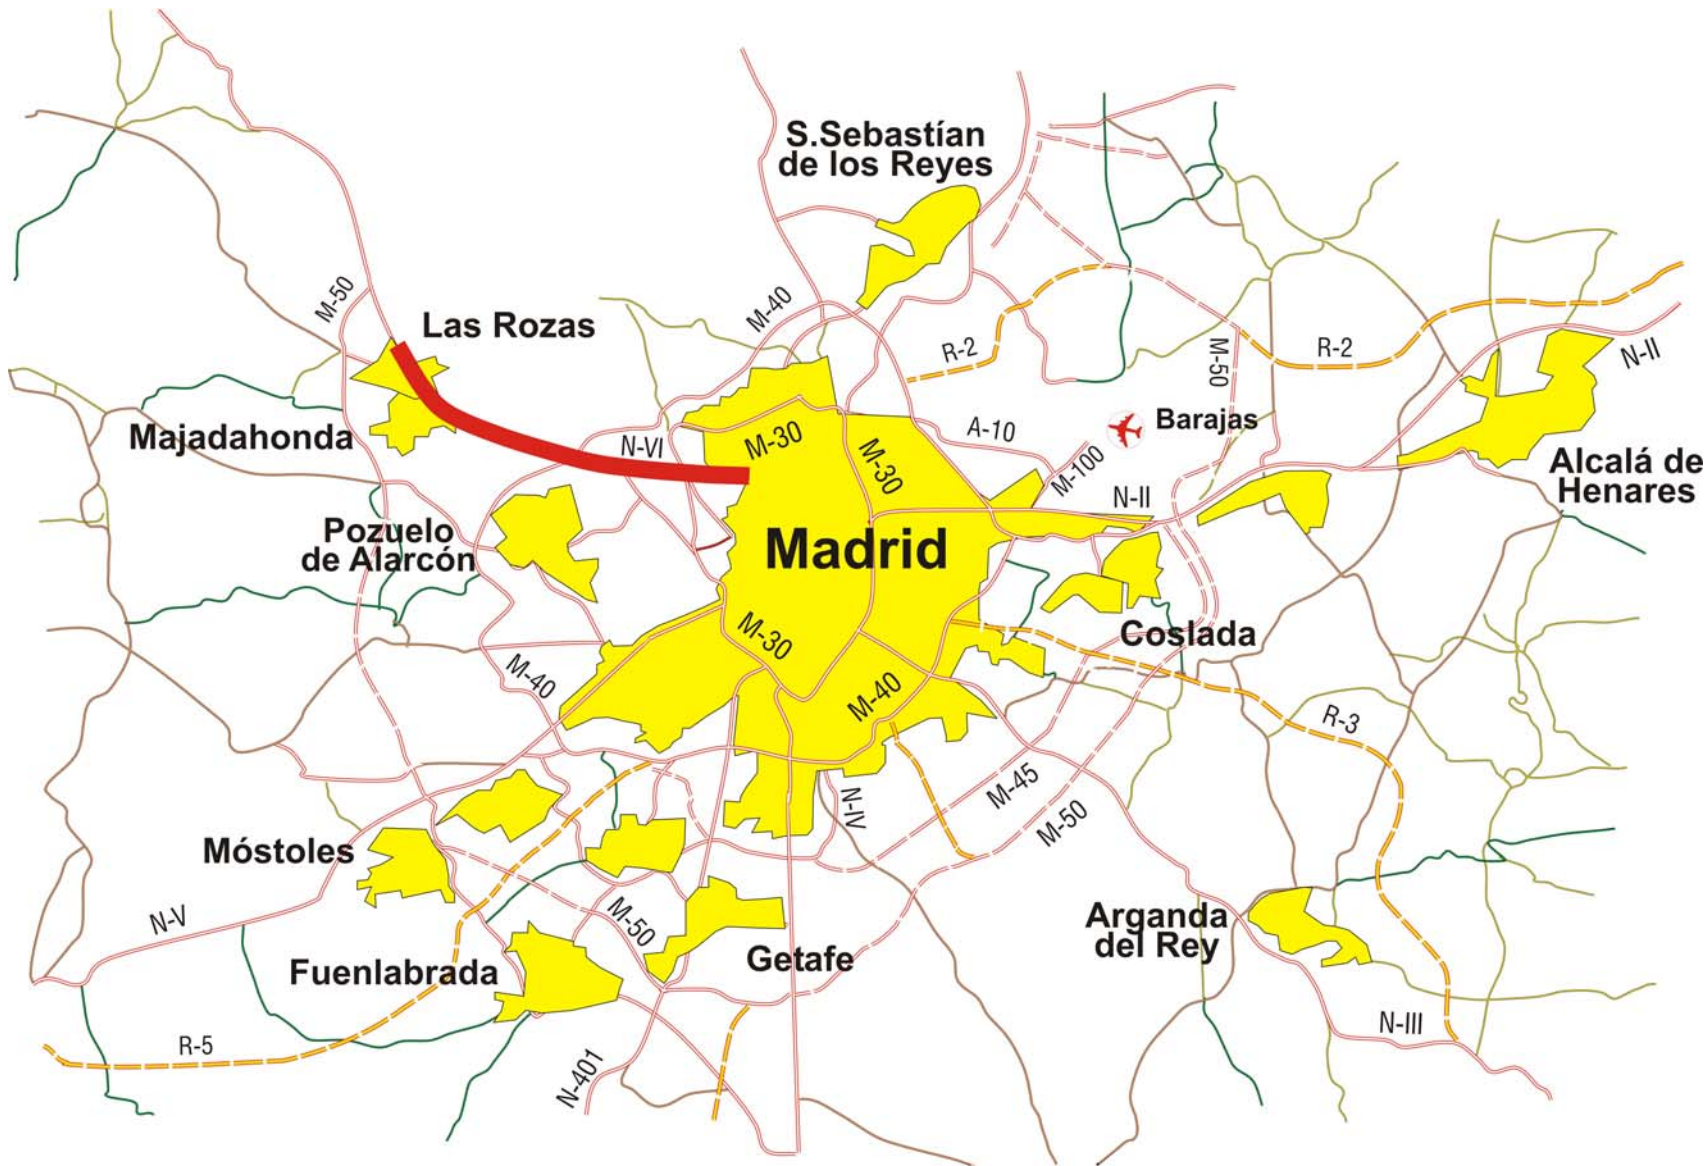 S.Sebastían
de los Reyes
M-50
M-40
Las Rozas
R-2
R-2
M-50
N-II
Majadahonda
N-VI
M-30
M-30
A-10
Barajas
M-100
Alcalá de
Henares
N-II
Pozuelo
de Alarcón
Madrid
M-30
Coslada
M-40
M-40
R-3
M-45
N-IV
M-50
Móstoles
N-V
M-50
Arganda
del Rey
Fuenlabrada
Getafe
N-III
R-5
N-401